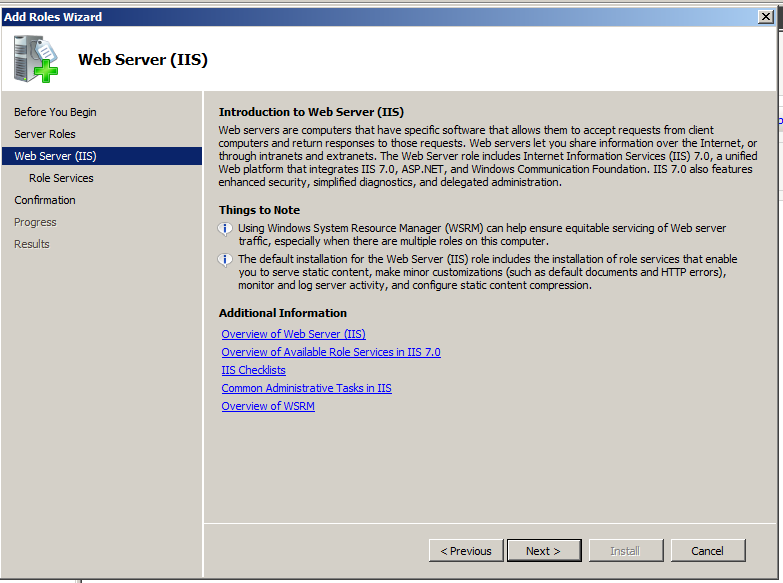 Add Roles Wizard
Web Server (IIS)
Before You Begin
Server Roles
Web Server (IIS)
Role Services
Confirmation
Progress
Results
Introduction to Web Server (IIS)
Web servers are computers that have specific software that allows them to accept requests from client
computers and return responses to those requests. Web servers let you share information over the Internet, or
through intranets and extranets. The Web Server role includes Internet Information Services (IIS) 7.0, a unified
Web platform that integrates IIS 7.0, ASP.NET, and Windows Communication Foundation. IIS 7.0 also features
enhanced security, simplified diagnostics, and delegated administration.
Things to Note
Using Windows System Resource Manager (WSRM) can help ensure equitable servicing of Web server
traffic, especially when there are multiple roles on this computer.
The default installation for the Web Server (IIS) role includes the installation of role services that enable
you to serve static content, make minor customizations (such as default documents and HTTP errors),
monitor and log server activity, and configure static content compression.
Additional Information
Overview of Web Server (IIS)
Overview of Available Role Services in IIS 7.0
IIS Checklists
Common Administrative Tasks in IIS
Overview of WSRM
< Previous
Next >
Install
Cancel